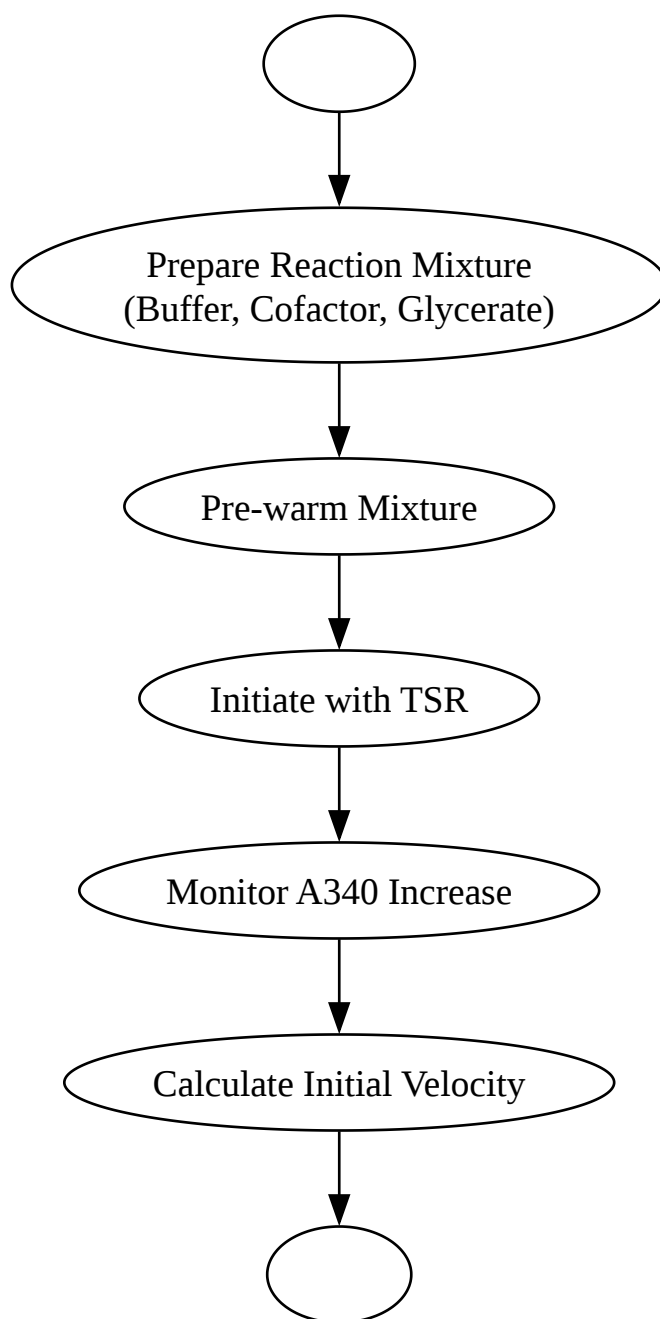 Prepare Reaction Mixture
(Buffer, Cofactor, Glycerate)
Pre-warm Mixture
Initiate with TSR
Monitor A340 Increase
Calculate Initial Velocity